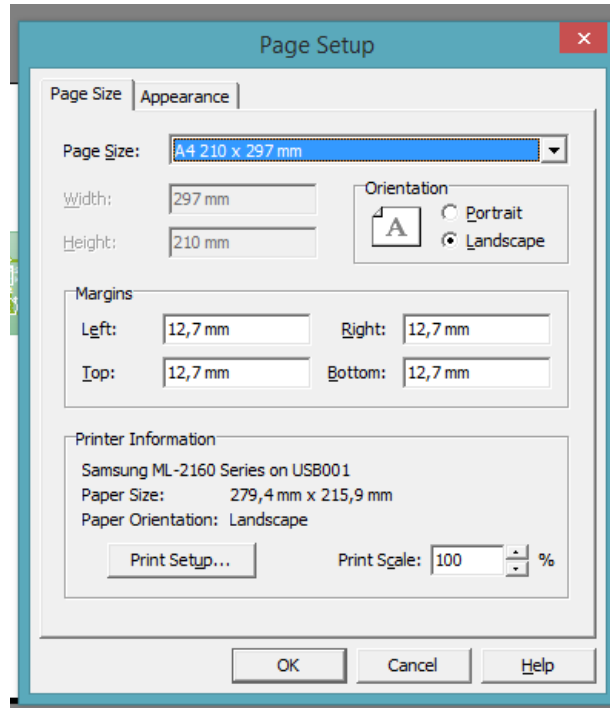 Page Setup
Page Size Appearance
Page Size: A4 210 x 297 mm
Width: 297 mm
Height: 210 mm
Orientation
A
Portrait
Landscape
Margins
Left: 12,7 mm Right: 12,7 mm
Top: 12,7 mm Bottom: 12,7 mm
Printer Information
Samsung ML-2160 Series on USB001
Paper Size: 279,4 mm x 215,9 mm
Paper Orientation: Landscape
Print Setup... Print Scale: 100 %
OK Cancel Help